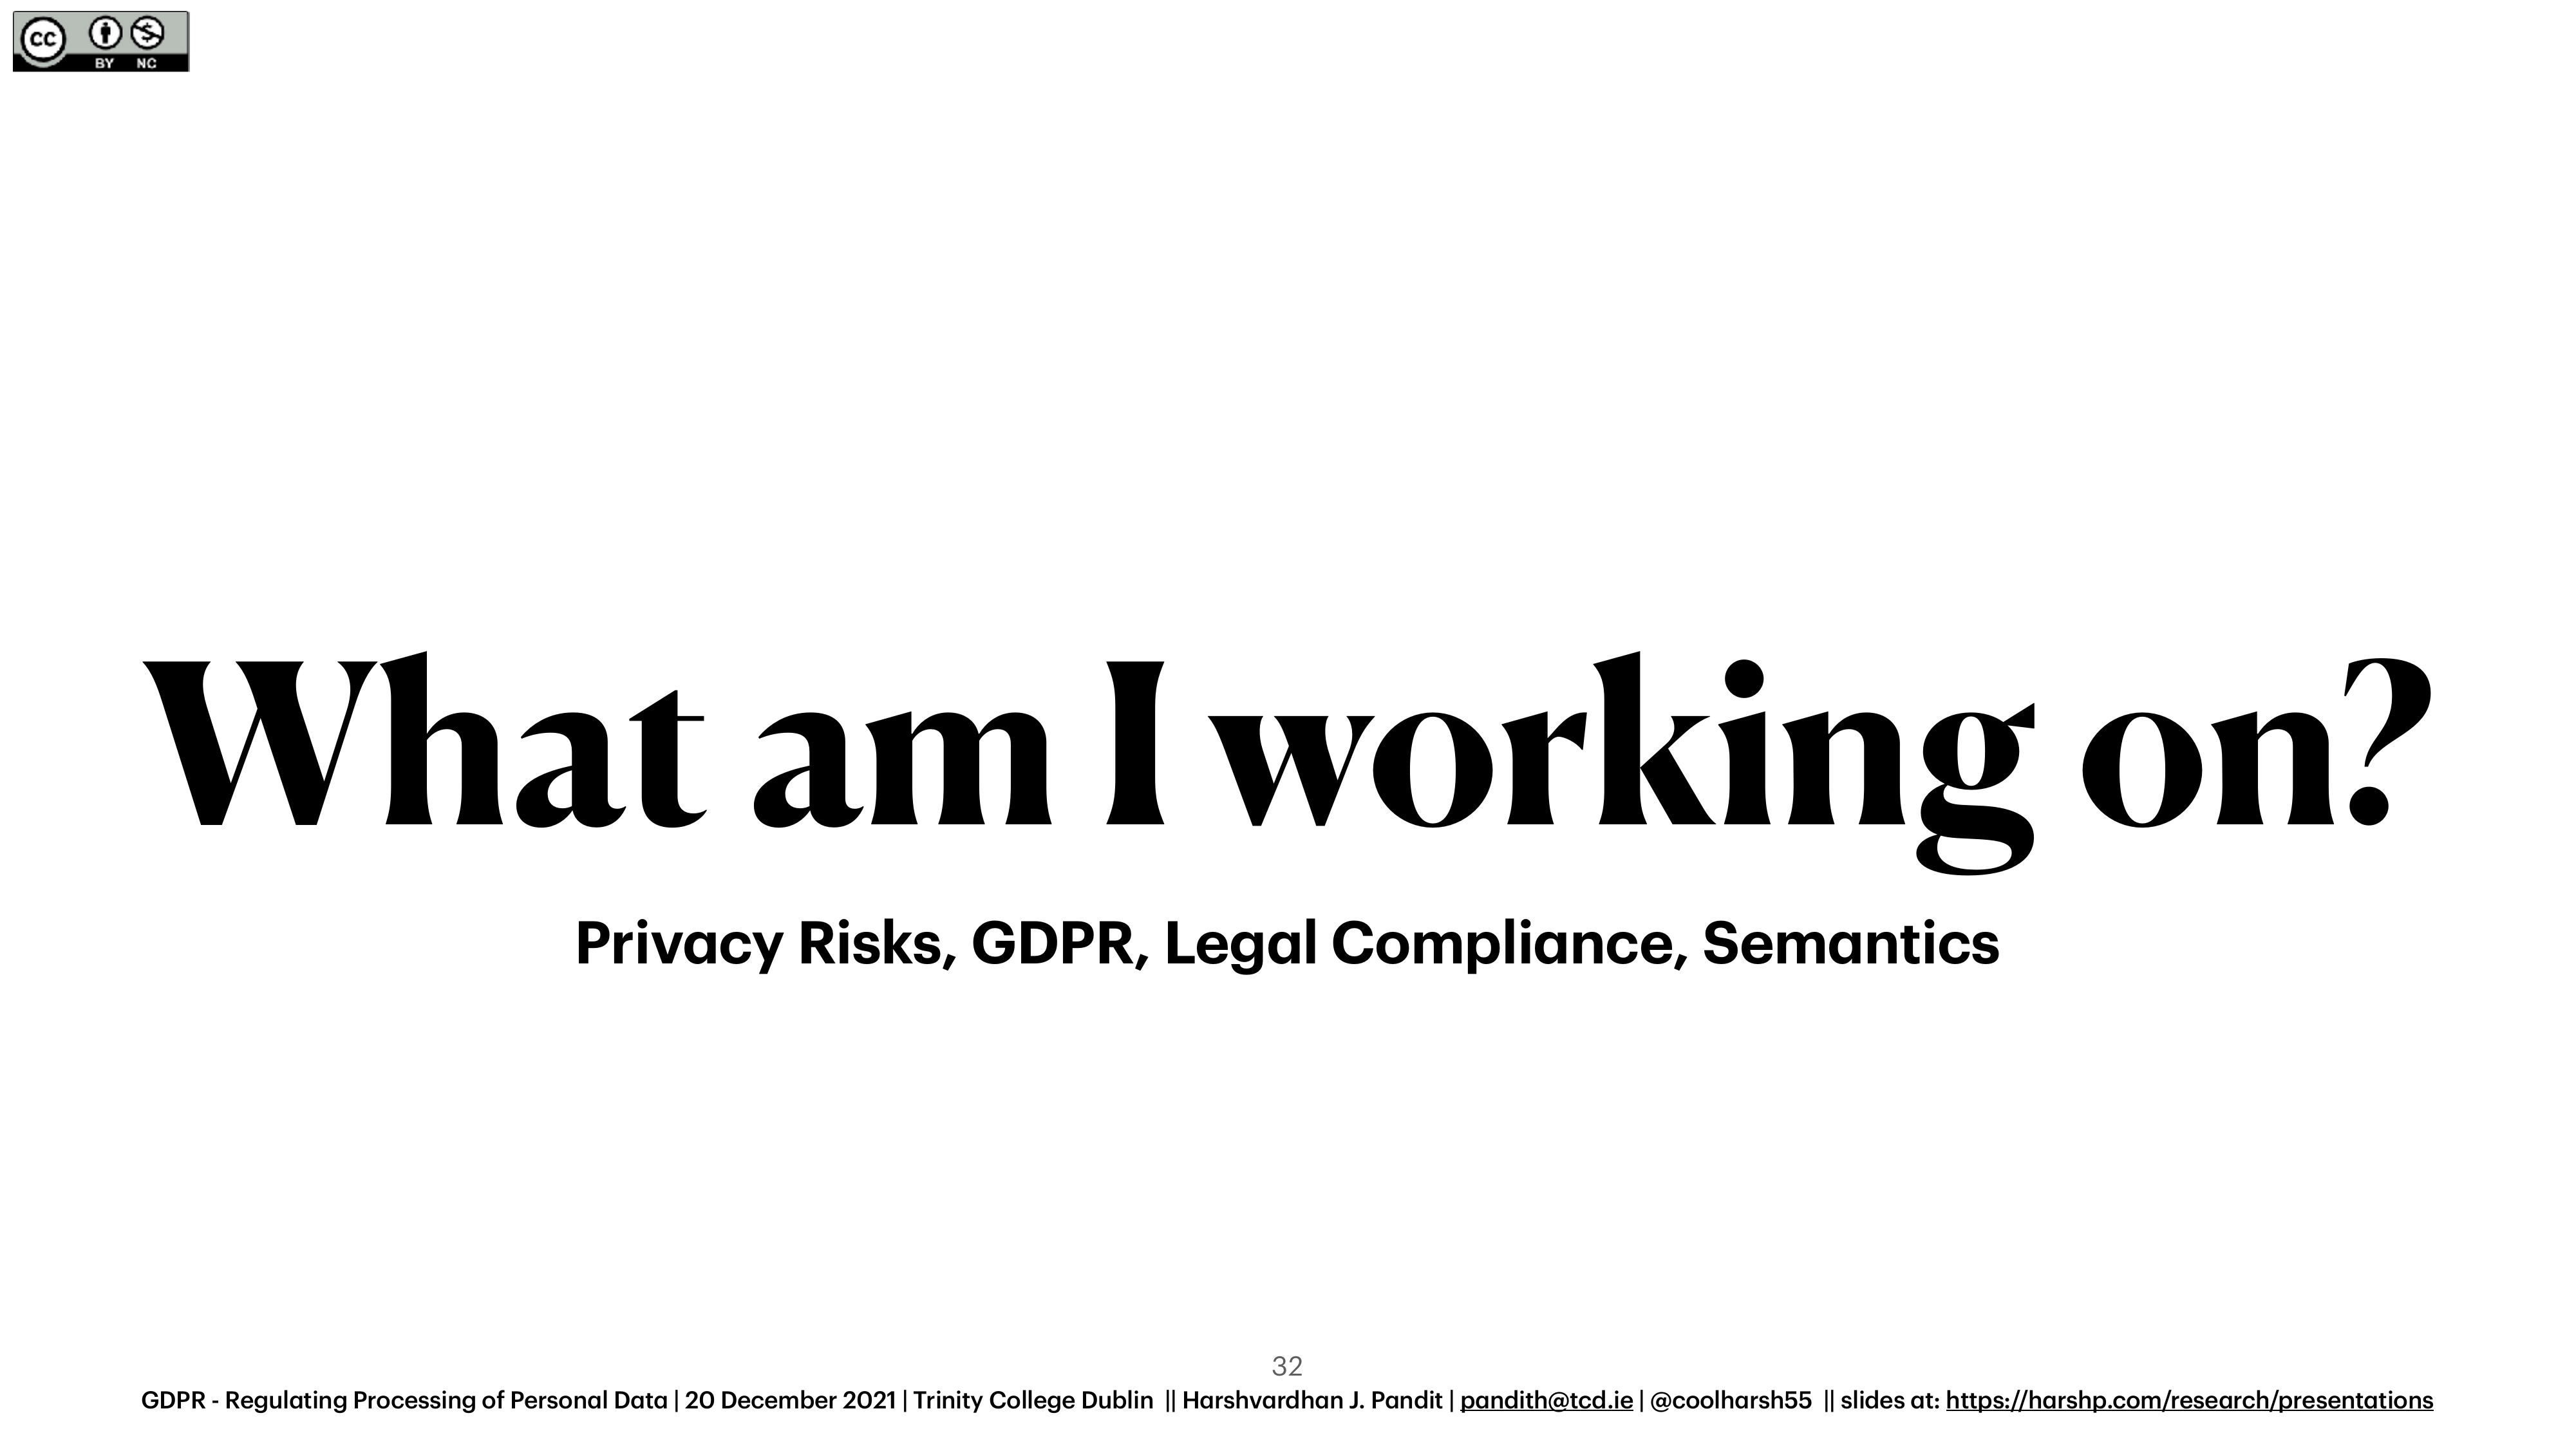 cc
BY NC
What am I working on?
Privacy Risks, GDPR, Legal Compliance, Semantics
32
GDPR - Regulating Processing of Personal Data | 20 December 2021 | Trinity College Dublin || Harshvardhan J. Pandit | pandith@tcd.ie | @coolharsh55 || slides at: https://harshp.com/research/presentations